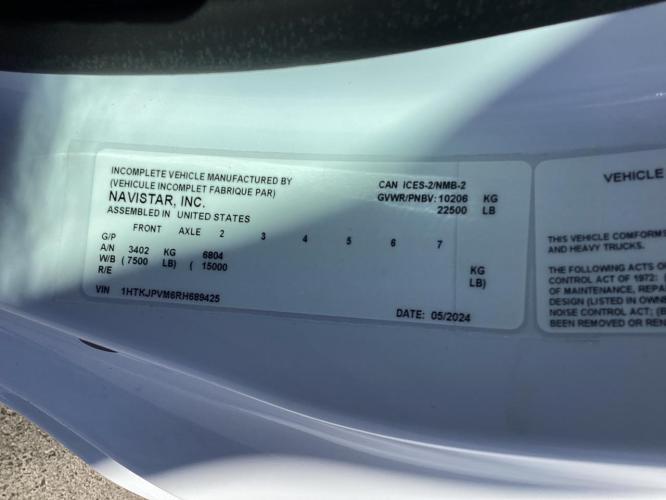 INCOMPLETE VEHICLE MANUFACTURED BY
(VEHICULE INCOMPLET FABRIQUE PAR)
NAVISTAR, INC.
ASSEMBLED IN UNITED STATES
CAN ICES-2/NMB-2
GVWR/PNBV: 10206 KG
22500 LB
FRONT AXLE 2 3 4 5 6 7
G/P
A/N 3402 KG 6804 KG
W/B ( 7500 LB) ( 15000 LB
R/E
VIN 1HTKJPVM6RH689425
DATE: 05/2024
VEHICLE
THIS VEHICLE CONFORMS
AND HEAVY TRUCKS.
THE FOLLOWING ACTS
CONTROL ACT OF 1972:
OF MAINTENANCE,
DESIGN (LISTED IN
NOISE CONTROL ACT;
BEEN REMOVED OR